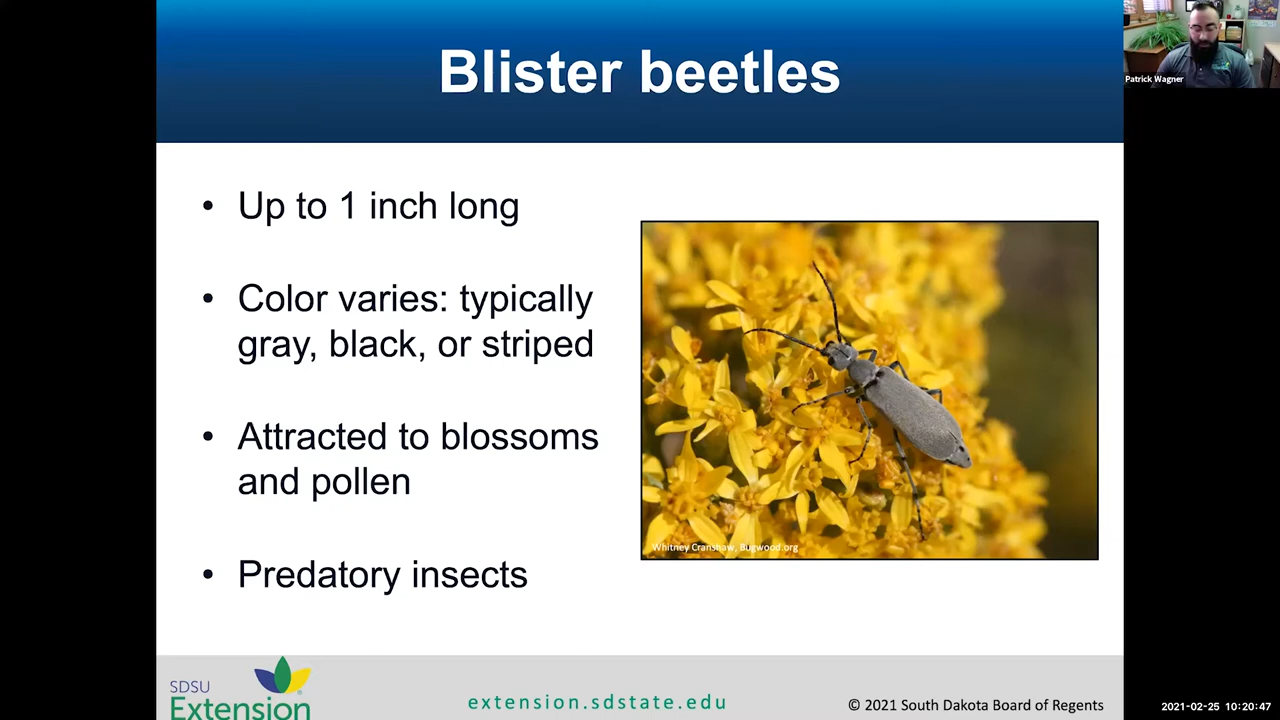 Blister beetles
Patrick Wagner
• Up to 1 inch long
• Color varies: typically
gray, black, or striped
• Attracted to blossoms
and pollen
• Predatory insects
Whitney Cranshaw, Bugwood.org
SDSU
Extension
extension.sdstate.edu
© 2021 South Dakota Board of Regents
2021-02-25 10:20:47